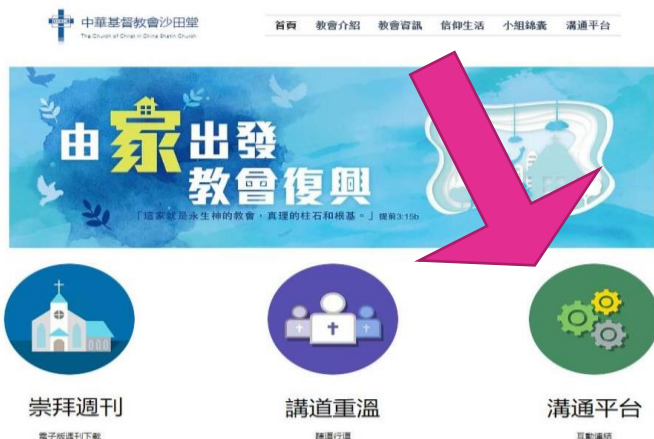 中華基督教會沙田堂
The Church of Christ in China Shatin Church
首頁 教會介紹 教會資訊 信仰生活 小組錦囊 溝通平台
由家出發
教會復興
「這家就是永生神的教會，真理的柱石和根基。」提前3:15b
崇拜週刊
電子版週刊下載
講道重溫
聽道行道
溝通平台
互動連結